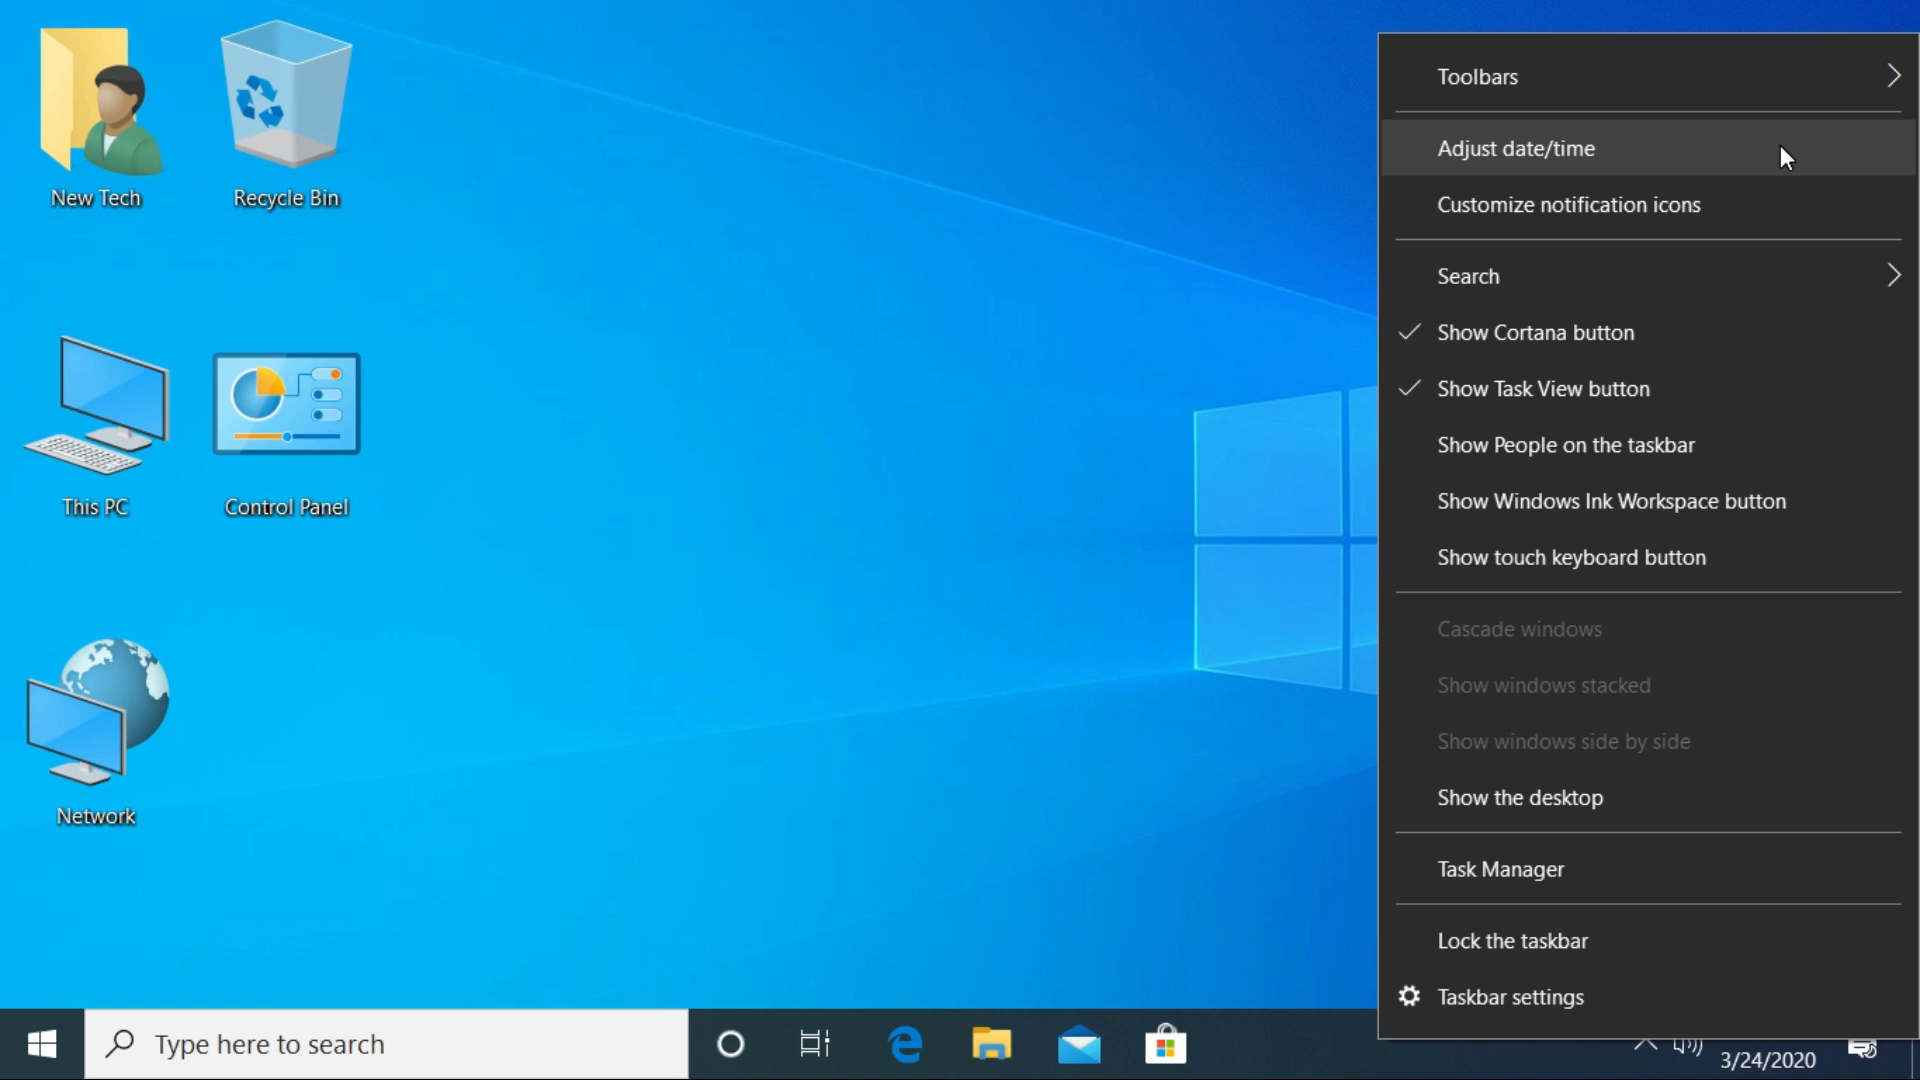 New Tech
Recycle Bin
This PC
Control Panel
Network
Toolbars
Adjust date/time
Customize notification icons
Search
Show Cortana button
Show Task View button
Show People on the taskbar
Show Windows Ink Workspace button
Show touch keyboard button
Cascade windows
Show windows stacked
Show windows side by side
Show the desktop
Task Manager
Lock the taskbar
Taskbar settings
Type here to search
3/24/2020